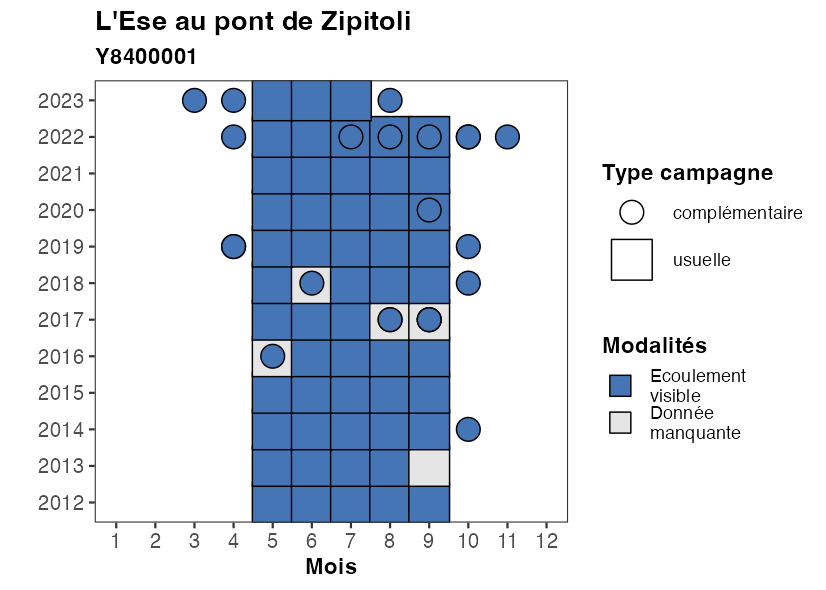 L'Ese au pont de Zipitoli
Y8400001
2023
2022
2021
2020
2019
2018
2017
2016
2015
2014
2013
2012
1 2 3 4 5 6 7 8 9 10 11 12
Mois
Type campagne
complémentaire
usuelle
Modalités
Ecoulement
visible
Donnée
manquante